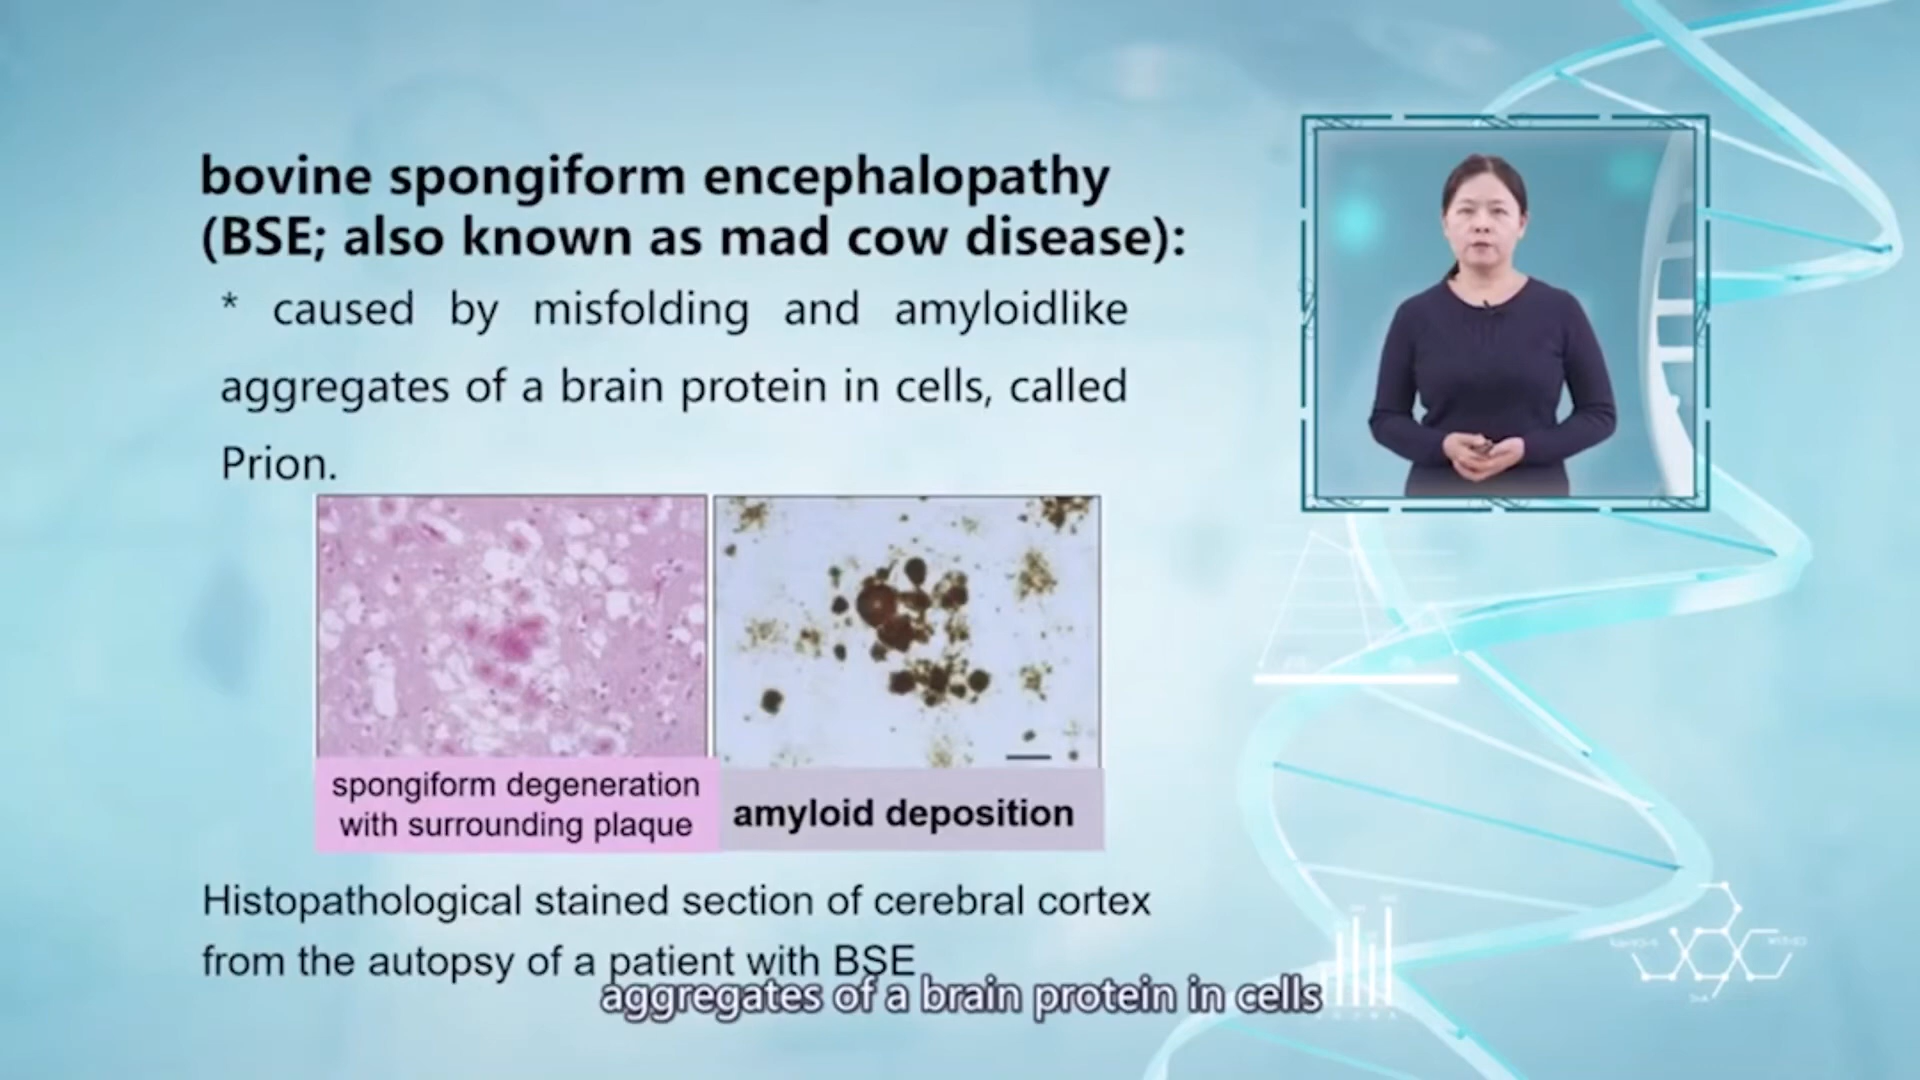 bovine spongiform encephalopathy
(BSE; also known as mad cow disease):
* caused by misfolding and amyloidlike
aggregates of a brain protein in cells, called
Prion.
spongiform degeneration
with surrounding plaque
amyloid deposition
Histopathological stained section of cerebral cortex
from the autopsy of a patient with BSE
aggregates of a brain protein in cells